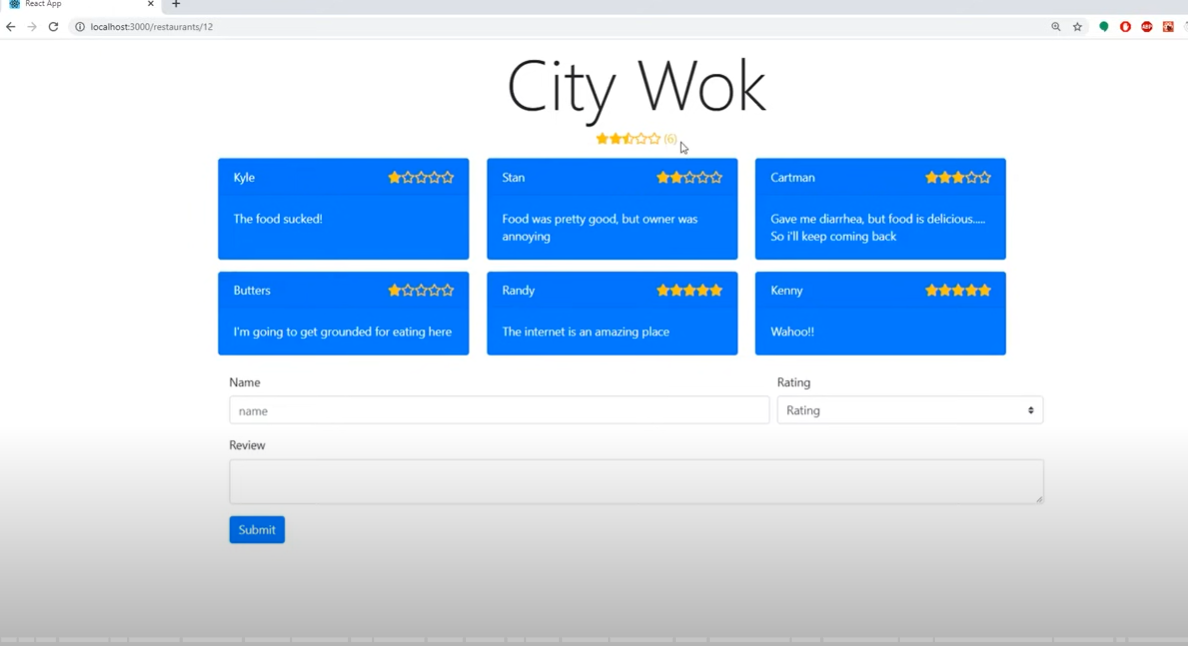 React App
localhost:3000/restaurants/12
City Wok
(6)
Kyle
The food sucked!
Stan
Food was pretty good, but owner was
annoying
Cartman
Gave me diarrhea, but food is delicious.....
So i'll keep coming back
Butters
I'm going to get grounded for eating here
Randy
The internet is an amazing place
Kenny
Wahoo!!
Name
Rating
name
Rating
Review
Submit